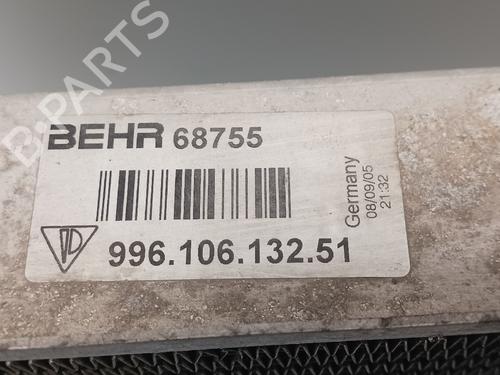 B-PARTS
BEHR 68755
Germany
08/09/05
21:32
996.106.132.51